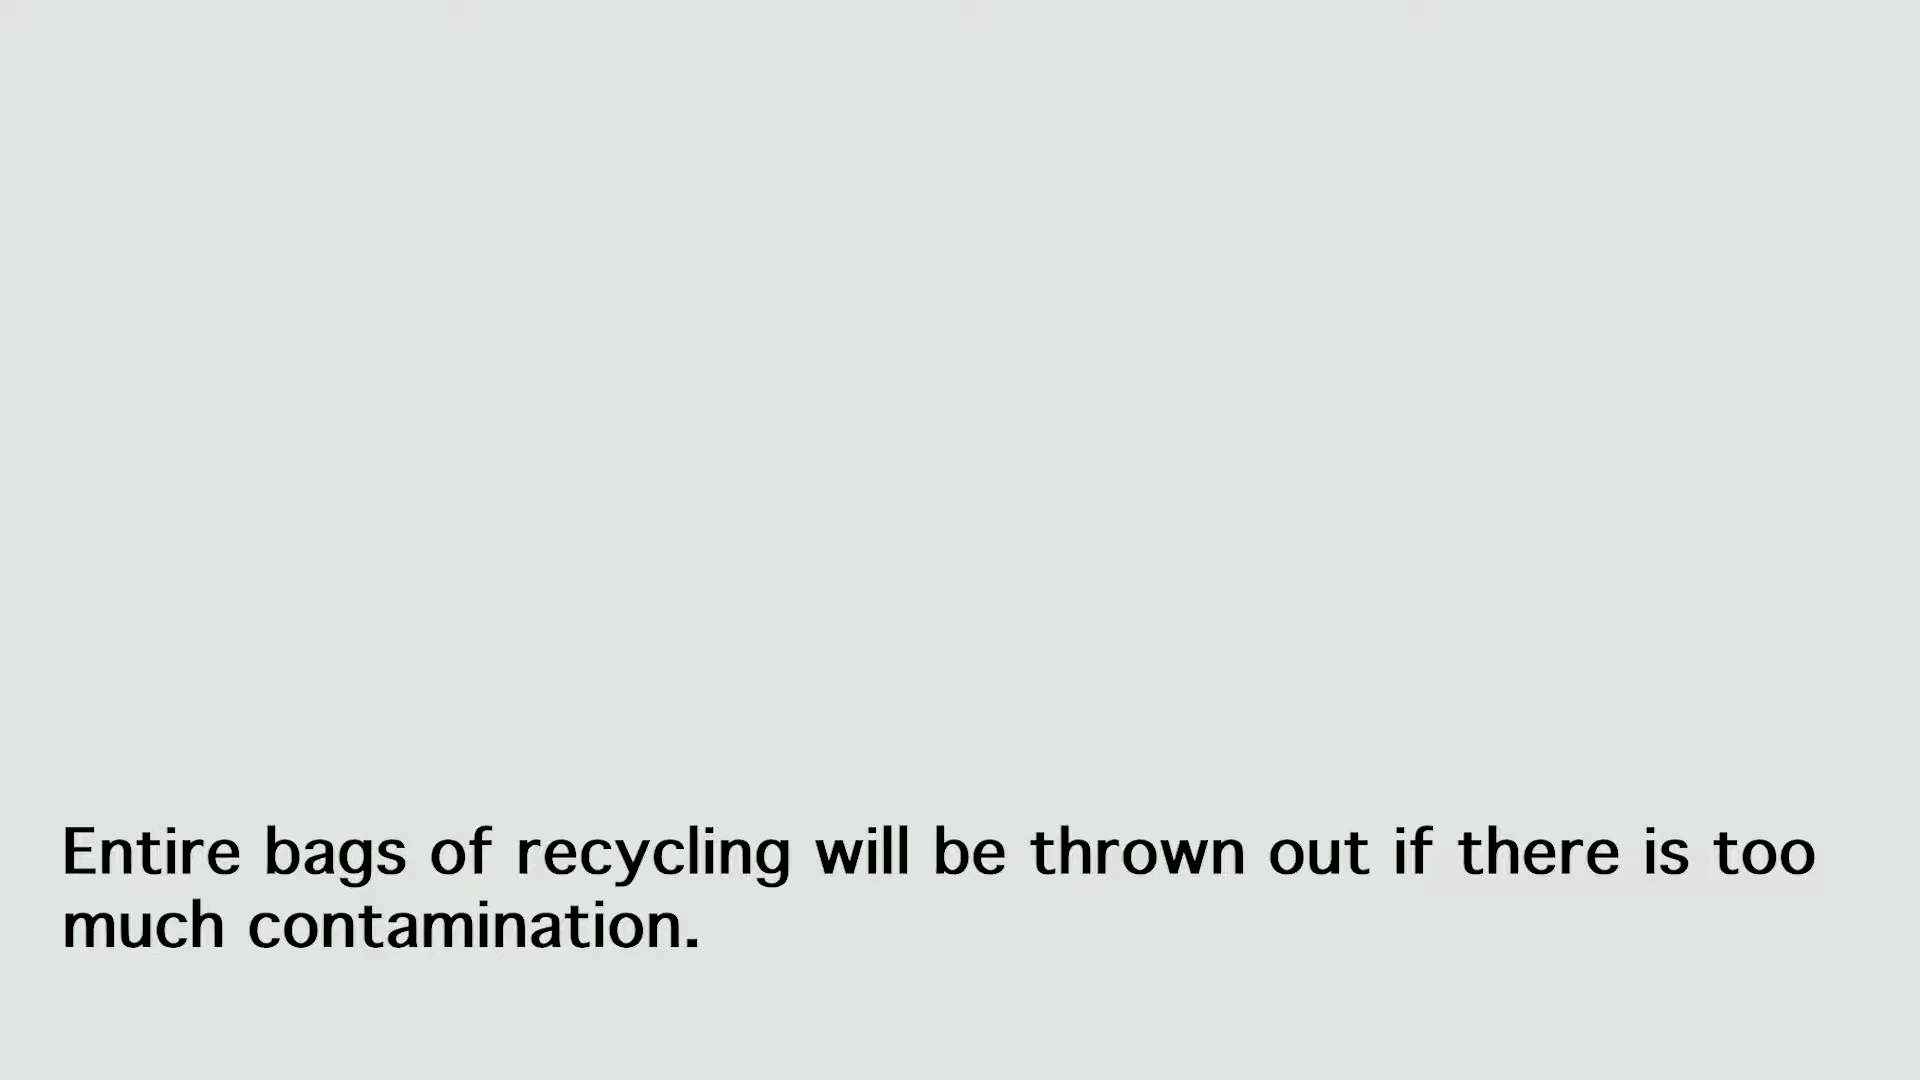 Entire bags of recycling will be thrown out if there is too
much contamination.